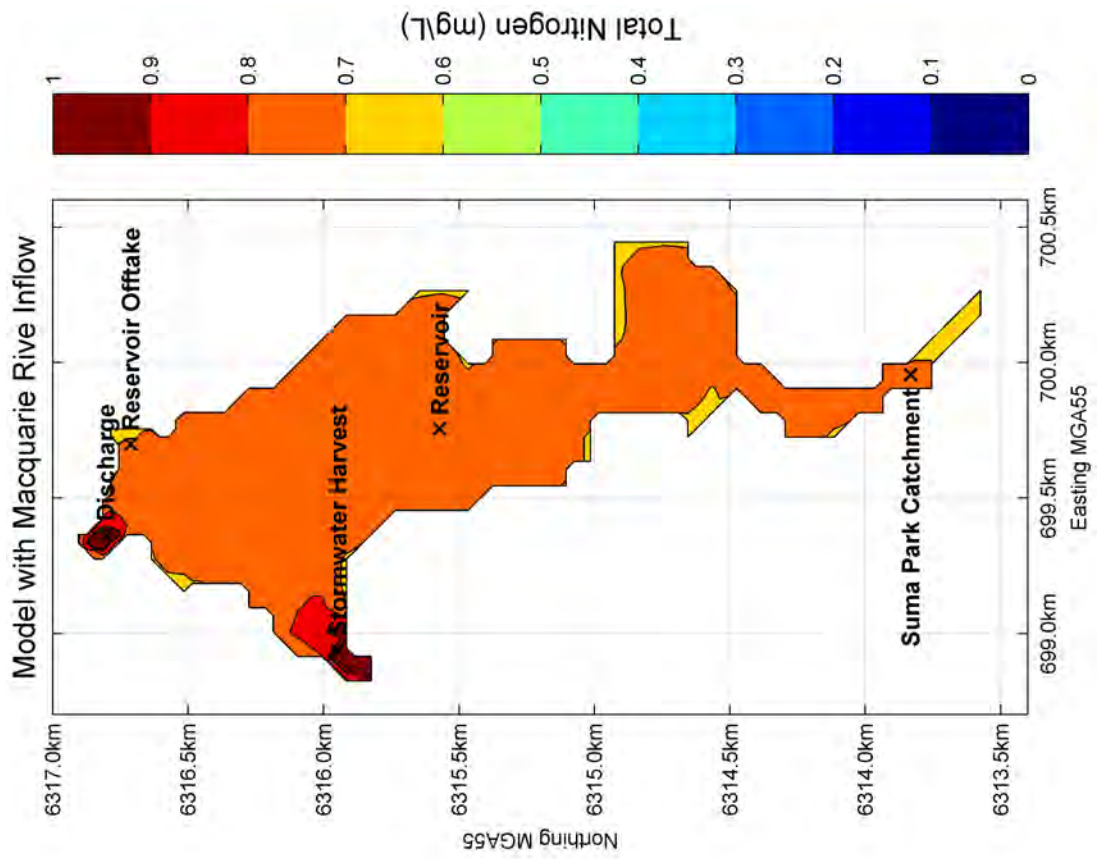 Model with Macquarie Rive Inflow
6317.0km
6316.5km
6316.0km
6315.5km
6315.0km
6314.5km
6314.0km
6313.5km
Northing MGA55
Discharge
Reservoir Offtake
Stormwater Harvest
Reservoir
Suma Park Catchment
699.0km
699.5km
700.0km
700.5km
Easting MGA55
1
0.9
0.8
0.7
0.6
0.5
0.4
0.3
0.2
0.1
0
Total Nitrogen (mg\L)